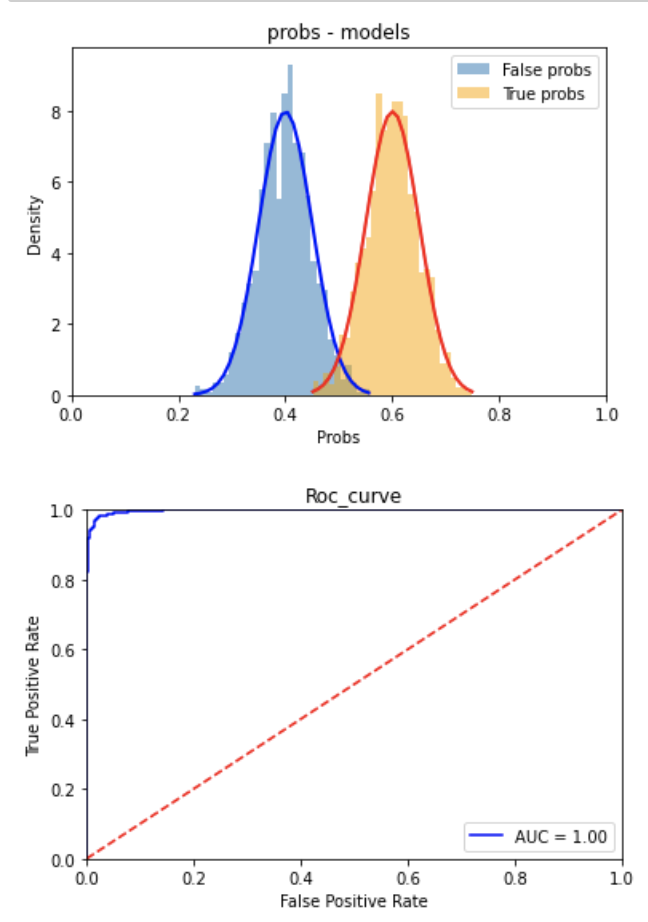 probs - models
False probs
True probs
Density
8
6
4
2
0
0.0 0.2 0.4 0.6 0.8 1.0
Probs
Roc_curve
True Positive Rate
1.0
0.8
0.6
0.4
0.2
0.0
AUC = 1.00
0.0 0.2 0.4 0.6 0.8 1.0
False Positive Rate